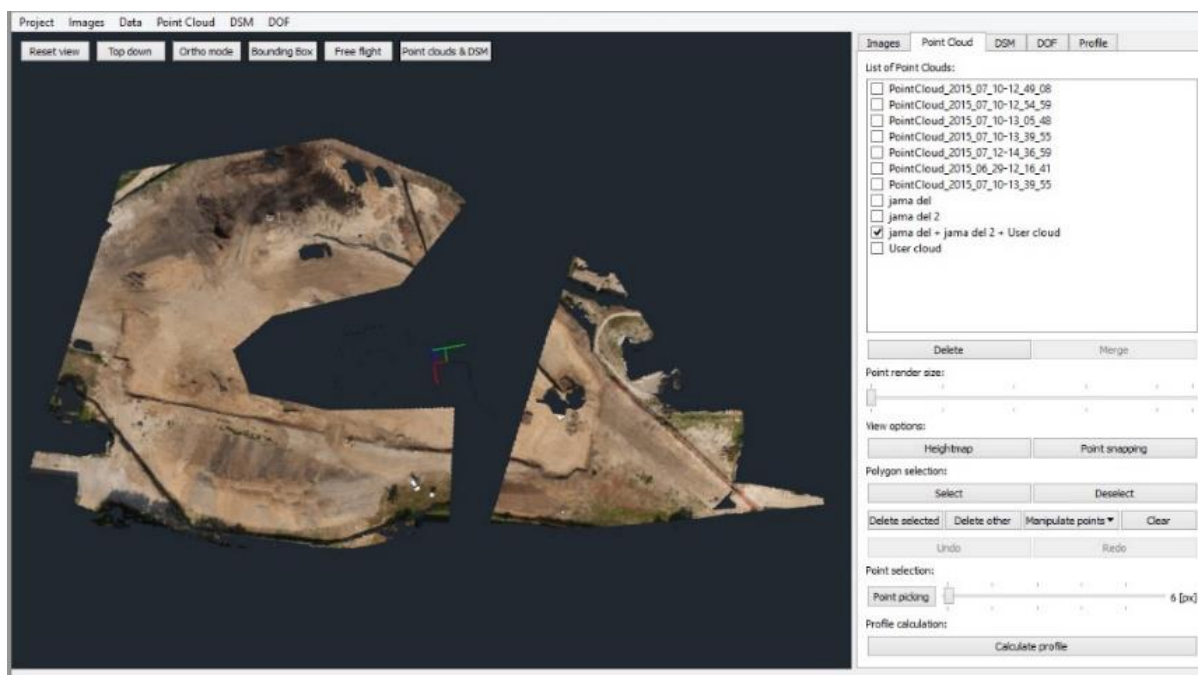 Project Images Data Point Cloud DSM DOF
Reset view Top down Ortho mode Bounding Box Free flight Point clouds & DSM
Images Point Cloud DSM DOF Profile
List of Point Clouds:
PointCloud_2015_07_10-12_49_08
PointCloud_2015_07_10-12_54_59
PointCloud_2015_07_10-13_05_48
PointCloud_2015_07_10-13_39_55
PointCloud_2015_07_12-14_36_59
PointCloud_2015_06_29-12_16_41
PointCloud_2015_07_10-13_39_55
jama del
jama del 2
jama del + jama del 2 + User cloud
User cloud
Delete Merge
Point render size:
View options:
Heightmap Point snapping
Polygon selection:
Select Deselect
Delete selected Delete other Manipulate points Clear
Undo Redo
Point selection:
Point picking 6 [px]
Profile calculation:
Calculate profile